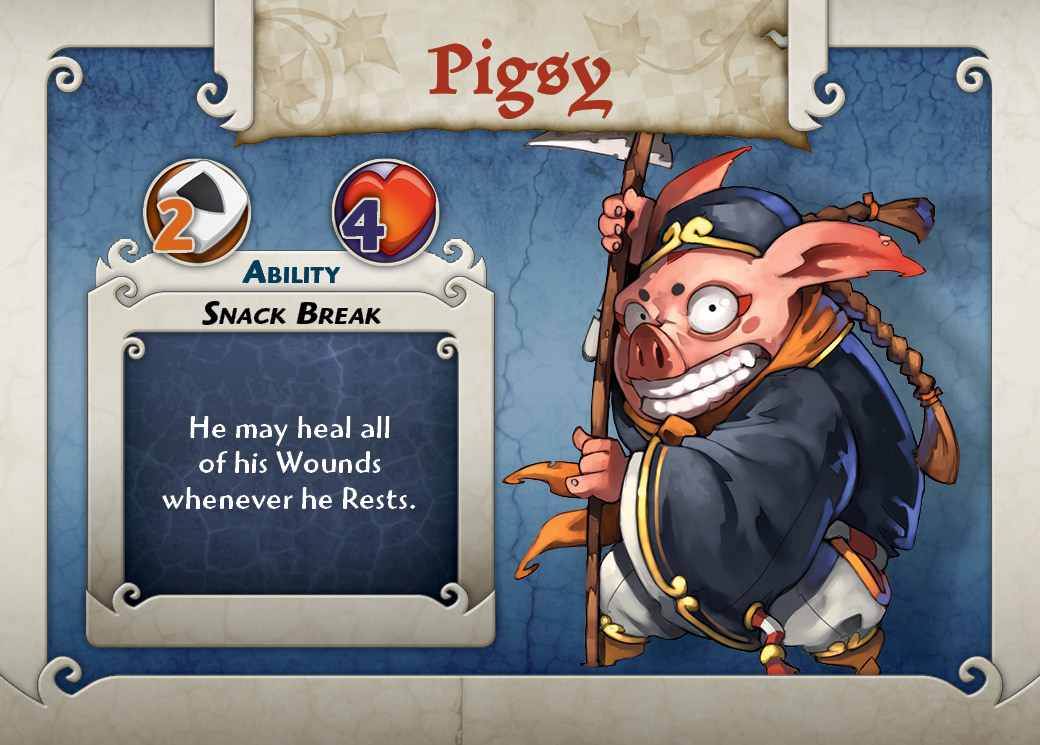 Pigsy
2
4
Ability
Snack Break
He may heal all
of his Wounds
whenever he Rests.